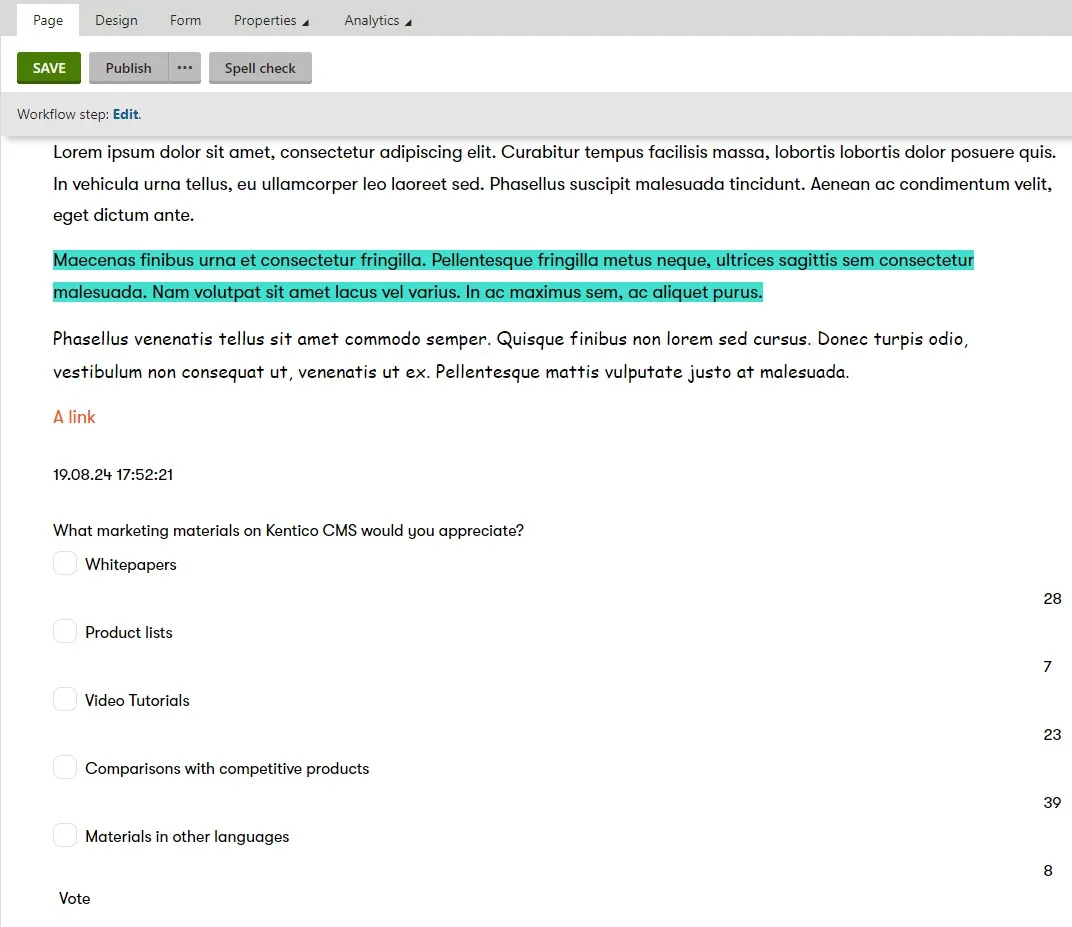 Page Design Form Properties Analytics
SAVE Publish ... Spell check
Workflow step: Edit.
Lorem ipsum dolor sit amet, consectetur adipiscing elit. Curabitur tempus facilisis massa, lobortis lobortis dolor posuere quis.
In vehicula urna tellus, eu ullamcorper leo laoreet sed. Phasellus suscipit malesuada tincidunt. Aenean ac condimentum velit,
eget dictum ante.
Maecenas finibus urna et consectetur fringilla. Pellentesque fringilla metus neque, ultrices sagittis sem consectetur
malesuada. Nam volutpat sit amet lacus vel varius. In ac maximus sem, ac aliquet purus.
Phasellus venenatis tellus sit amet commodo semper. Quisque finibus non lorem sed cursus. Donec turpis odio,
vestibulum non consequat ut, venenatis ut ex. Pellentesque mattis vulputate justo at malesuada.
A link
19.08.24 17:52:21
What marketing materials on Kentico CMS would you appreciate?
Whitepapers
28
Product lists
7
Video Tutorials
23
Comparisons with competitive products
39
Materials in other languages
8
Vote